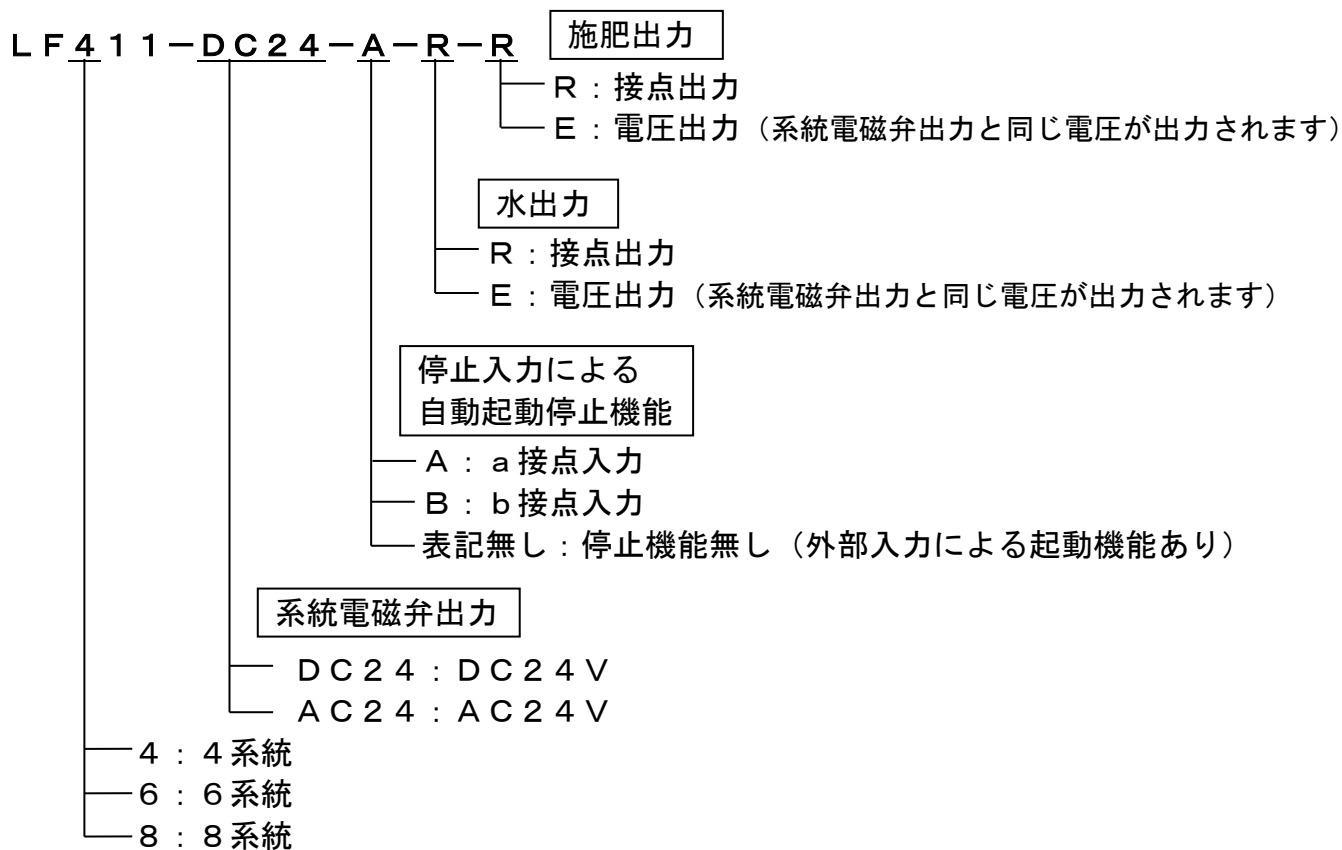 ＬＦ４１１－ＤＣ２４－Ａ－Ｒ－Ｒ
施肥出力
Ｒ：接点出力
Ｅ：電圧出力（系統電磁弁出力と同じ電圧が出力されます）
水出力
Ｒ：接点出力
Ｅ：電圧出力（系統電磁弁出力と同じ電圧が出力されます）
停止入力による
自動起動停止機能
Ａ：ａ接点入力
Ｂ：ｂ接点入力
表記無し：停止機能無し（外部入力による起動機能あり）
系統電磁弁出力
ＤＣ２４：ＤＣ２４Ｖ
ＡＣ２４：ＡＣ２４Ｖ
４：４系統
６：６系統
８：８系統